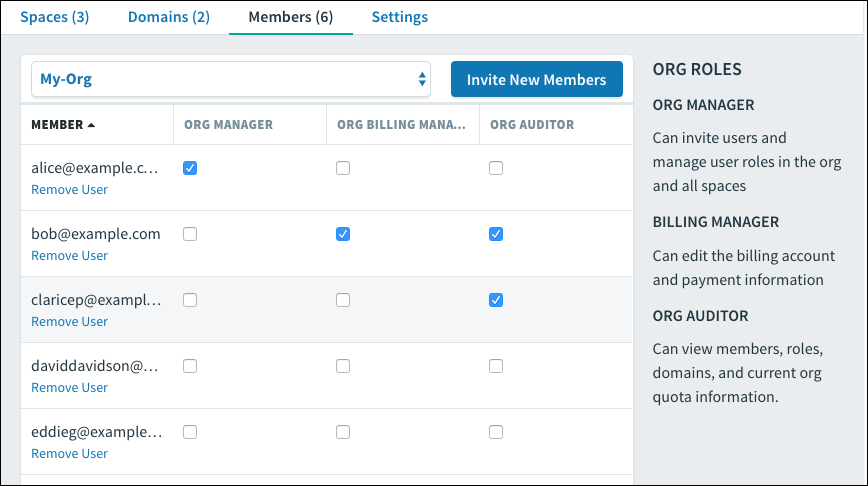 Spaces (3) Domains (2) Members (6) Settings
My-Org Invite New Members
MEMBER ORG MANAGER ORG BILLING MANA... ORG AUDITOR
alice@example.c...
Remove User
bob@example.com
Remove User
claricep@exampl...
Remove User
daviddavidson@...
Remove User
eddieg@example...
Remove User
ORG ROLES
ORG MANAGER
Can invite users and
manage user roles in the org
and all spaces
BILLING MANAGER
Can edit the billing account
and payment information
ORG AUDITOR
Can view members, roles,
domains, and current org
quota information.